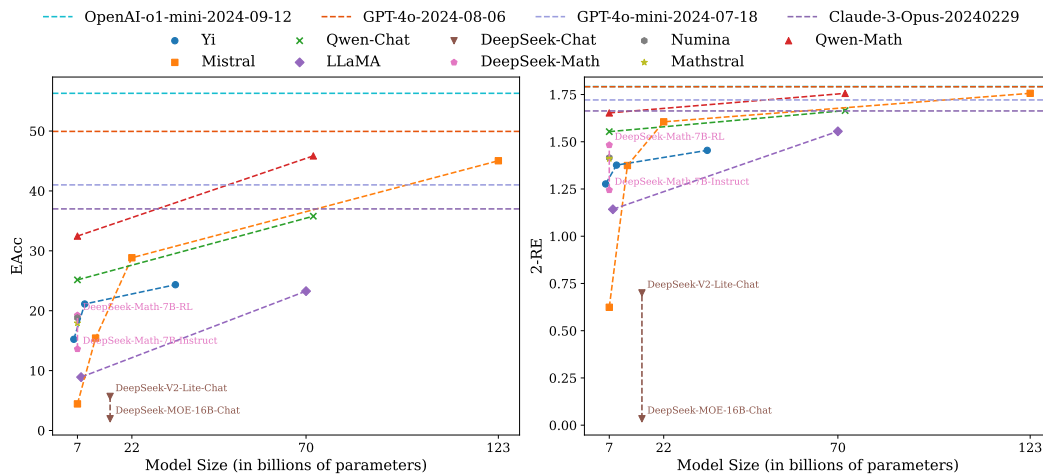 OpenAI-o1-mini-2024-09-12 GPT-4o-2024-08-06 GPT-4o-mini-2024-07-18 Claude-3-Opus-20240229
Yi Qwen-Chat DeepSeek-Chat Numina Qwen-Math
Mistral LLaMA DeepSeek-Math Mathstral
EAcc
50
40
30
20
10
0
DeepSeek-Math-7B-RL
DeepSeek-Math-7B-Instruct
DeepSeek-V2-Lite-Chat
DeepSeek-MOE-16B-Chat
7 22 70 123
Model Size (in billions of parameters)
2-RE
1.75
1.50
1.25
1.00
0.75
0.50
0.25
0.00
DeepSeek-Math-7B-RL
DeepSeek-Math-7B-Instruct
DeepSeek-V2-Lite-Chat
DeepSeek-MOE-16B-Chat
7 22 70 123
Model Size (in billions of parameters)